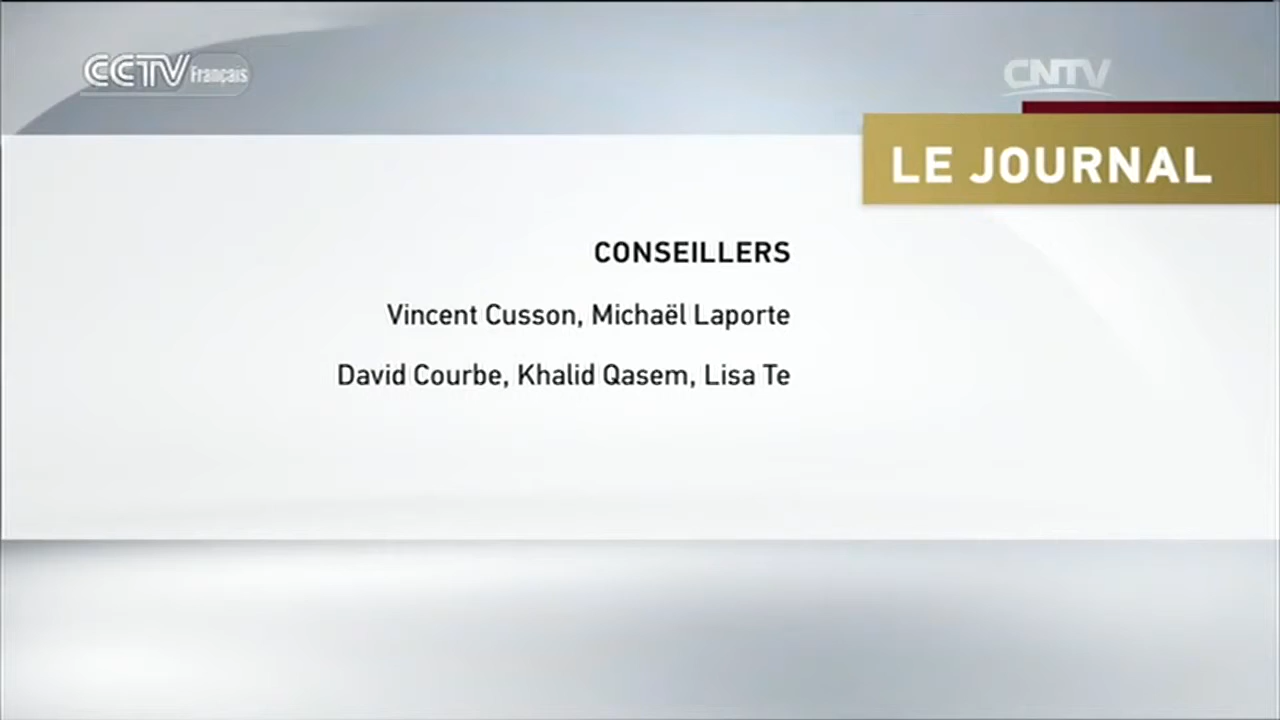 CCTV Français
CNTV
LE JOURNAL
CONSEILLERS
Vincent Cusson, Michaël Laporte
David Courbe, Khalid Qasem, Lisa Te